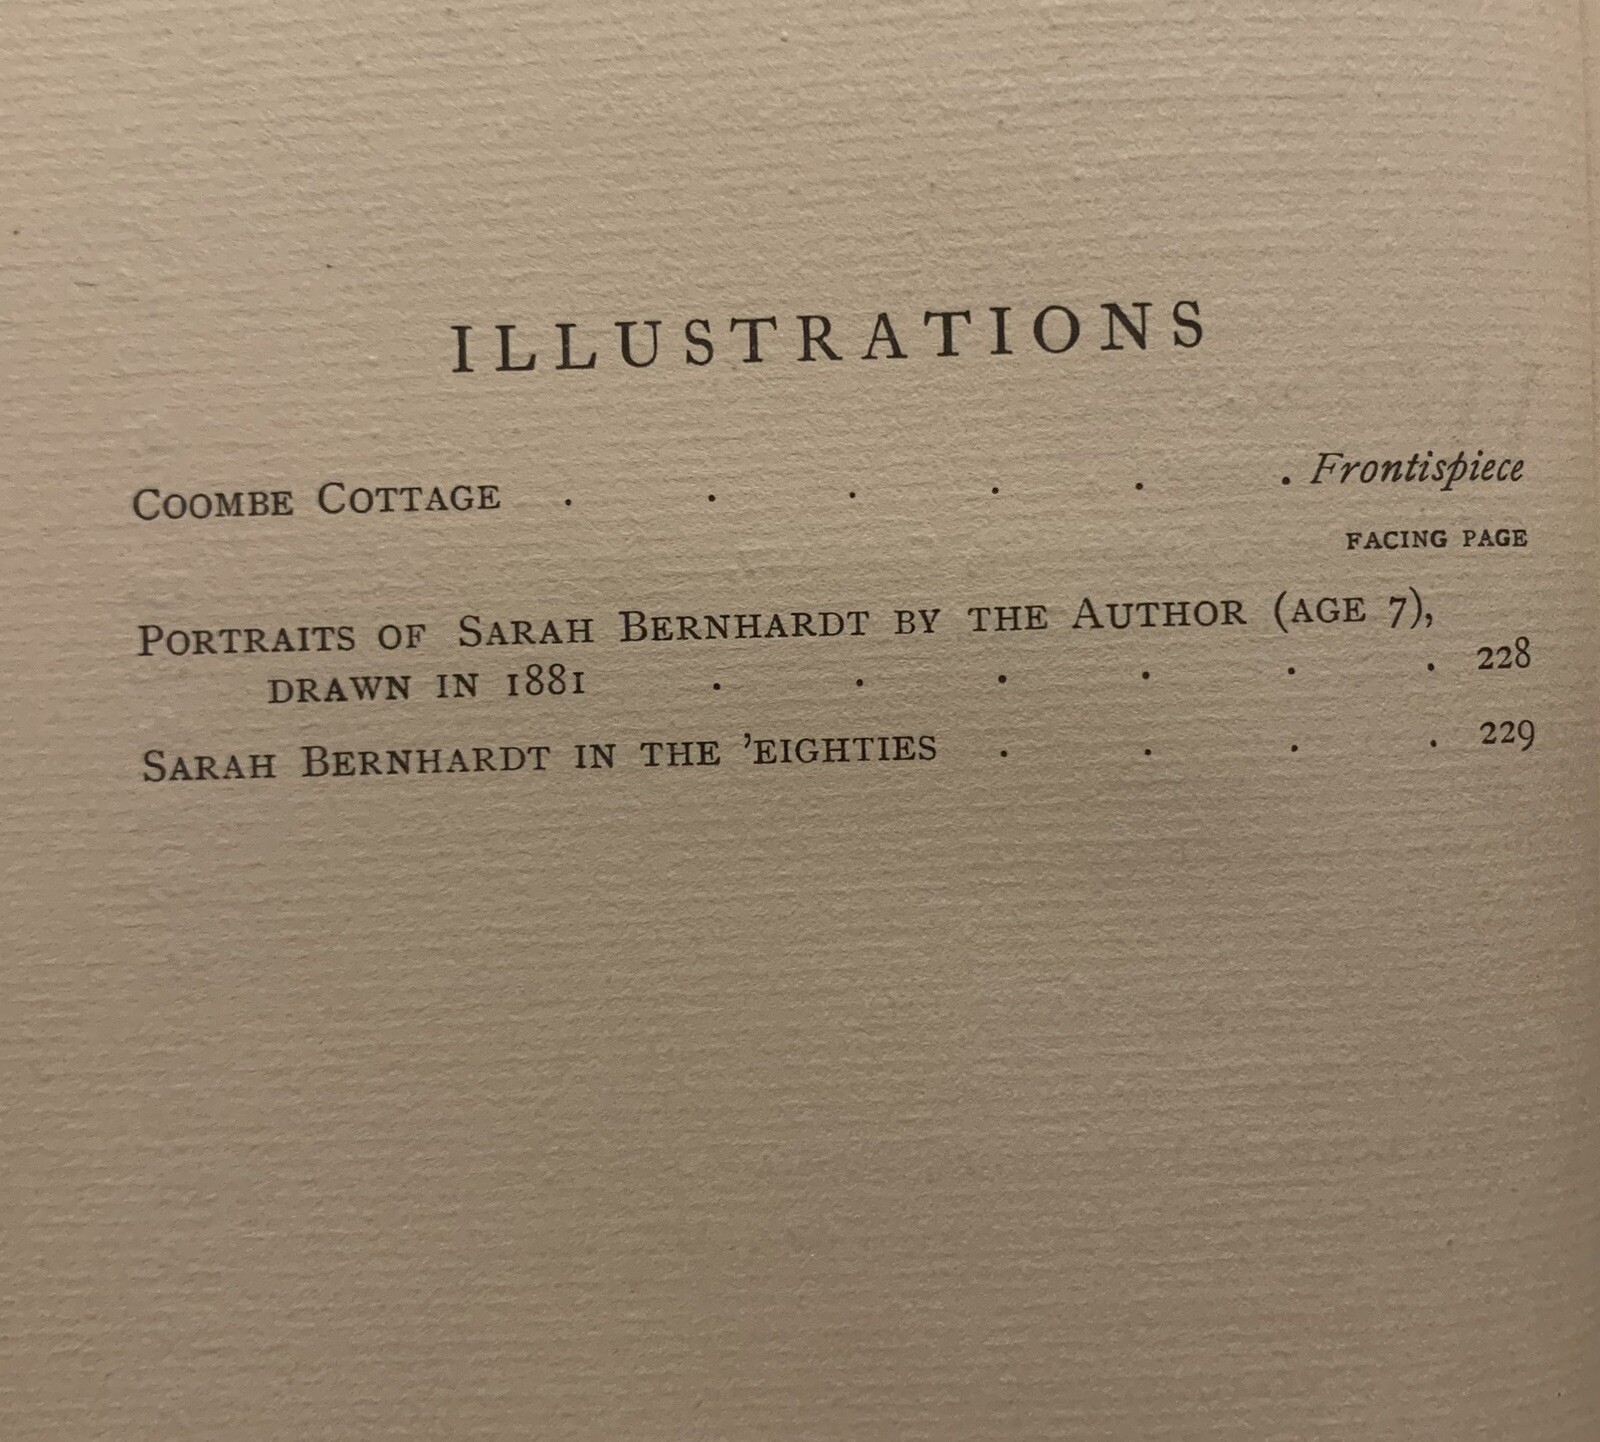 ILLUSTRATIONS
COOMBE COTTAGE . . . . . . Frontispiece
FACING PAGE
PORTRAITS OF SARAH BERNHARDT BY THE AUTHOR (AGE 7),
DRAWN IN 1881 . . . . . . 228
SARAH BERNHARDT IN THE 'EIGHTIES . . . . 229